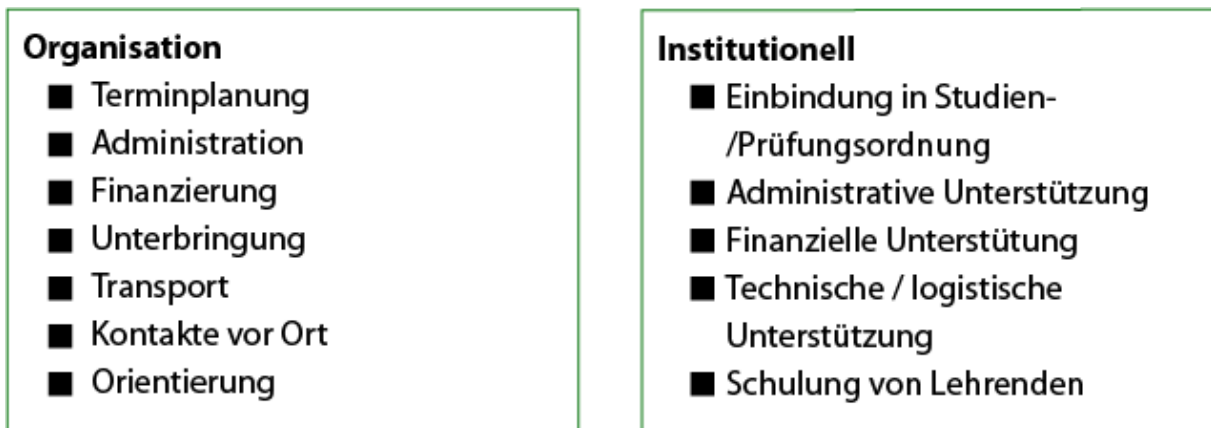 Organisation
■ Terminplanung
■ Administration
■ Finanzierung
■ Unterbringung
■ Transport
■ Kontakte vor Ort
■ Orientierung
Institutionell
■ Einbindung in Studien-
/Prüfungsordnung
■ Administrative Unterstützung
■ Finanzielle Unterstütung
■ Technische / logistische
Unterstützung
■ Schulung von Lehrenden